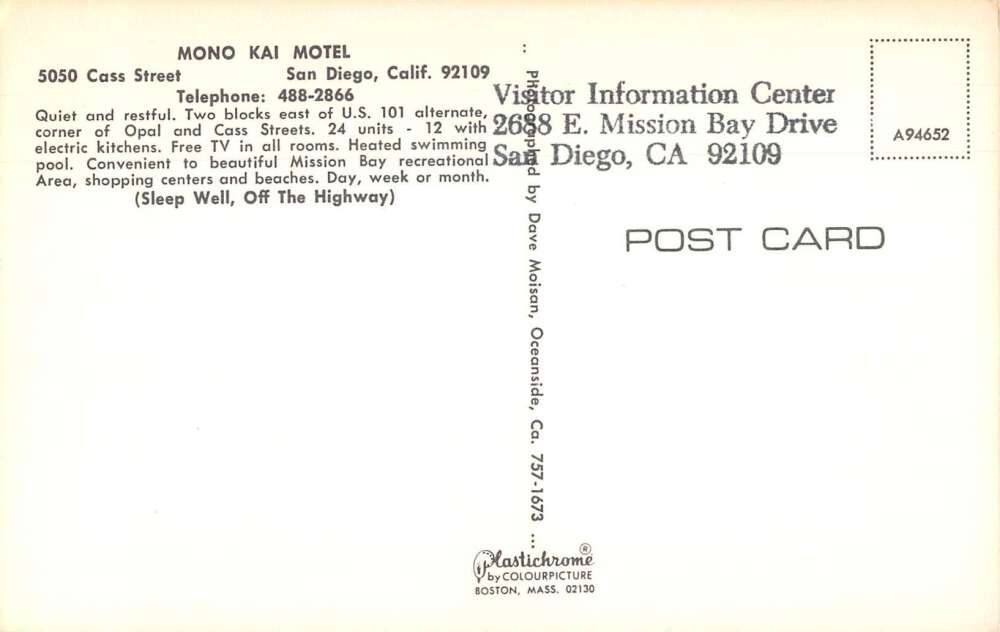 MONO KAI MOTEL
5050 Cass Street San Diego, Calif. 92109
Telephone: 488-2866
Quiet and restful. Two blocks east of U.S. 101 alternate,
corner of Opal and Cass Streets. 24 units - 12 with
electric kitchens. Free TV in all rooms. Heated swimming
pool. Convenient to beautiful Mission Bay recreational
Area, shopping centers and beaches. Day, week or month.
(Sleep Well, Off The Highway)
Visitor Information Center
2688 E. Mission Bay Drive
San Diego, CA 92109
A94652
POST CARD
Photographed by Dave Moisan, Oceanside, Ca. 757-1673 ...
Plastichrome®
by COLOURPICTURE
BOSTON, MASS. 02130